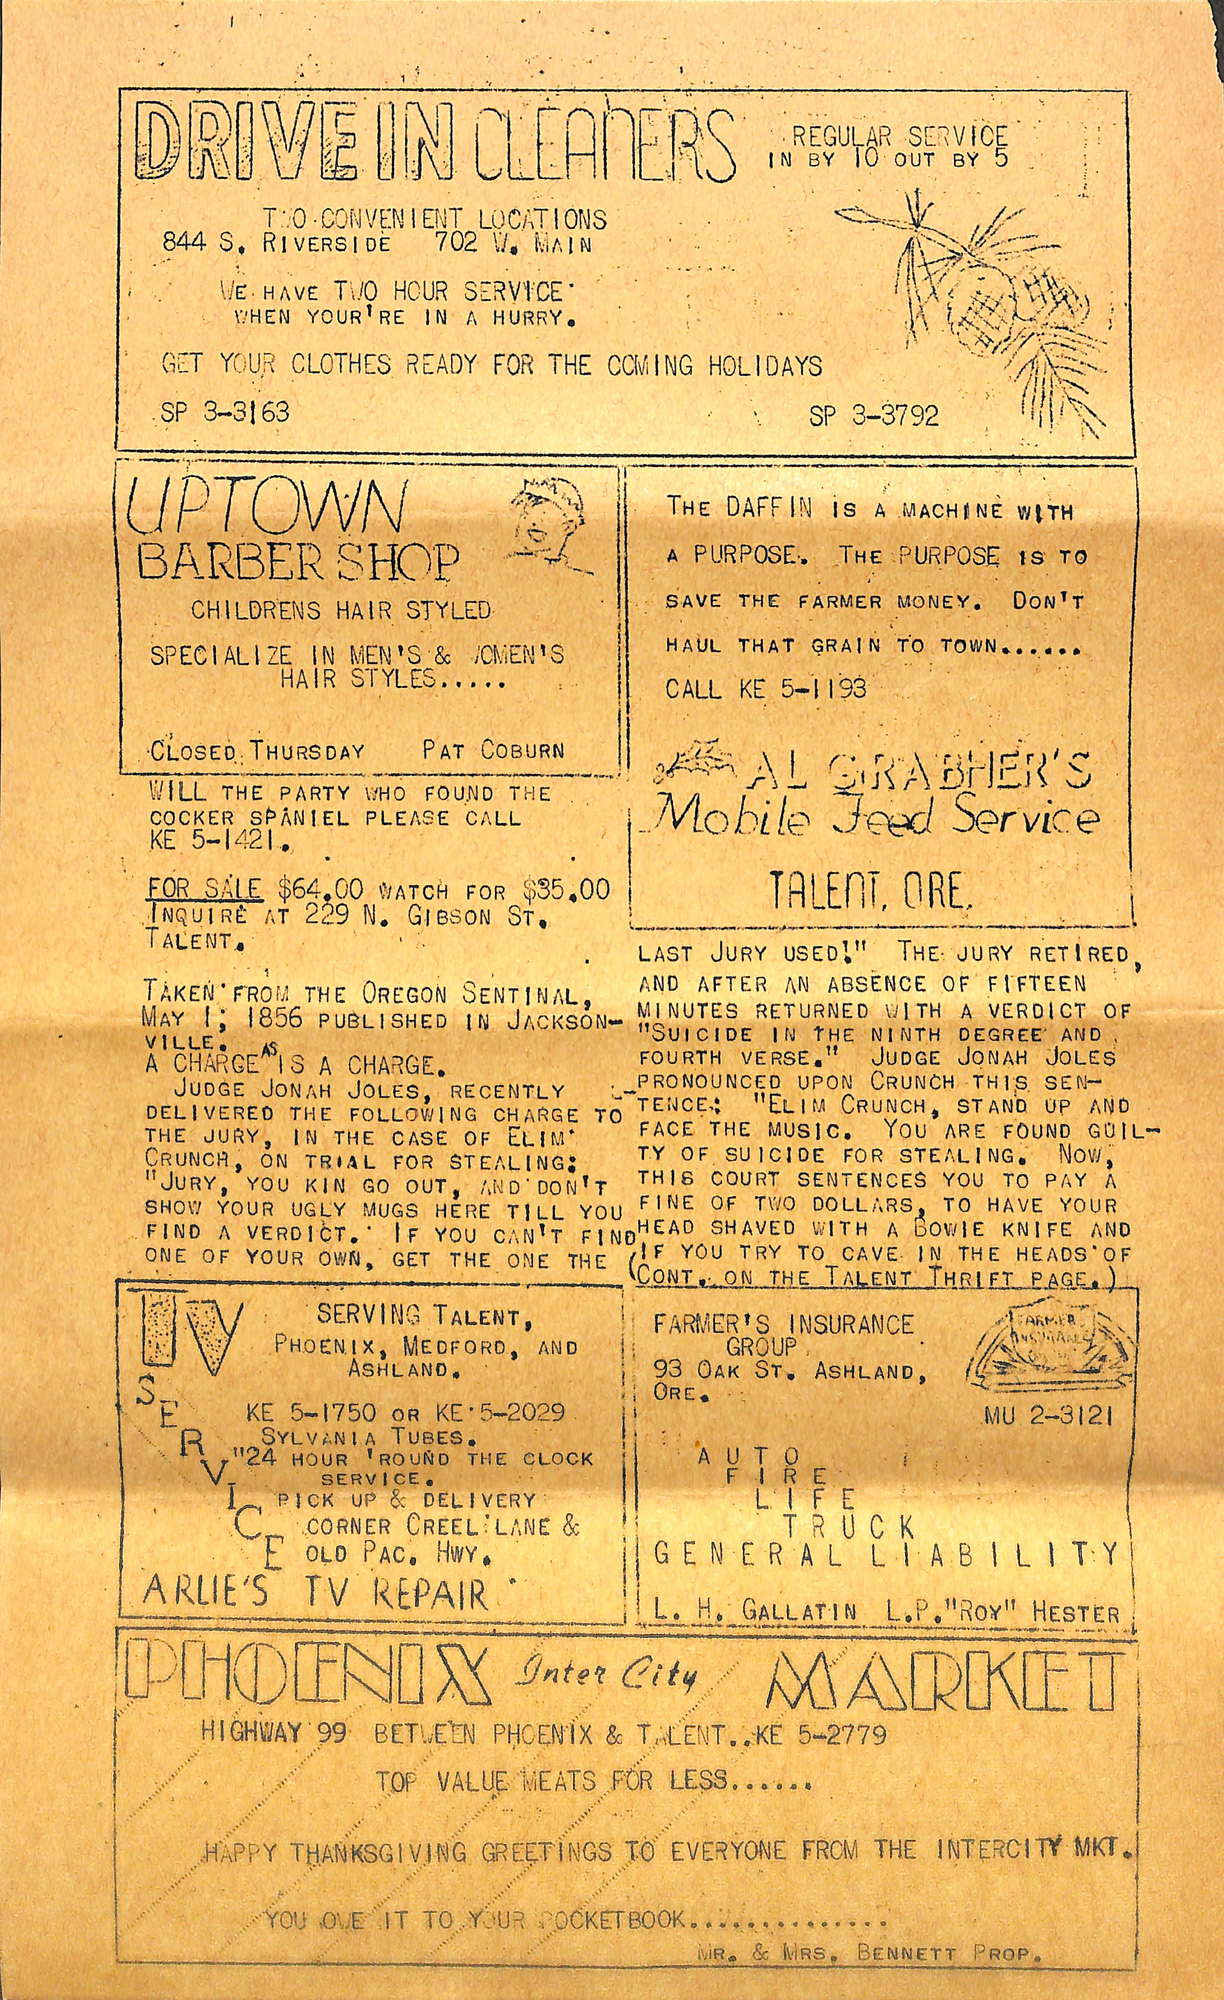 DRIVE IN CLEANERS
REGULAR SERVICE
IN BY 10 OUT BY 5
TWO CONVENIENT LOCATIONS
844 S. RIVERSIDE 702 W. MAIN
WE HAVE TWO HOUR SERVICE
WHEN YOUR'RE IN A HURRY.
GET YOUR CLOTHES READY FOR THE COMING HOLIDAYS
SP 3-3163 SP 3-3792
UPTOWN
BARBER SHOP
CHILDRENS HAIR STYLED
SPECIALIZE IN MEN'S & WOMEN'S
HAIR STYLES.....
CLOSED THURSDAY PAT COBURN
THE DAFFIN IS A MACHINE WITH
A PURPOSE. THE PURPOSE IS TO
SAVE THE FARMER MONEY. DON'T
HAUL THAT GRAIN TO TOWN......
CALL KE 5-1193
AL GRABHER'S
Mobile Feed Service
TALENT, ORE.
WILL THE PARTY WHO FOUND THE
COCKER SPANIEL PLEASE CALL
KE 5-1421.
FOR SALE $64.00 WATCH FOR $35.00
INQUIRE AT 229 N. GIBSON ST.
TALENT.
TAKEN FROM THE OREGON SENTINAL,
MAY 1; 1856 PUBLISHED IN JACKSON-
VILLE.
A CHARGE AS IS A CHARGE.
JUDGE JONAH JOLES, RECENTLY
DELIVERED THE FOLLOWING CHARGE TO
THE JURY, IN THE CASE OF ELIM
CRUNCH, ON TRIAL FOR STEALING:
"JURY, YOU KIN GO OUT, AND DON'T
SHOW YOUR UGLY MUGS HERE TILL YOU
FIND A VERDICT. IF YOU CAN'T FIND
ONE OF YOUR OWN, GET THE ONE THE
LAST JURY USED!" THE JURY RETIRED,
AND AFTER AN ABSENCE OF FIFTEEN
MINUTES RETURNED WITH A VERDICT OF
"SUICIDE IN THE NINTH DEGREE AND
FOURTH VERSE." JUDGE JONAH JOLES
PRONOUNCED UPON CRUNCH THIS SEN-
TENCE: "ELIM CRUNCH, STAND UP AND
FACE THE MUSIC. YOU ARE FOUND GUIL-
TY OF SUICIDE FOR STEALING. NOW,
THIS COURT SENTENCES YOU TO PAY A
FINE OF TWO DOLLARS, TO HAVE YOUR
HEAD SHAVED WITH A BOWIE KNIFE AND
IF YOU TRY TO CAVE IN THE HEADS OF
(CONT. ON THE TALENT THRIFT PAGE.)
TV
SERVICE
SERVING TALENT,
PHOENIX, MEDFORD, AND
ASHLAND.
KE 5-1750 OR KE 5-2029
SYLVANIA TUBES.
"24 HOUR 'ROUND THE CLOCK
SERVICE.
PICK UP & DELIVERY
CORNER CREEL LANE &
OLD PAC. HWY.
ARLIE'S TV REPAIR
FARMER'S INSURANCE
GROUP
93 OAK ST. ASHLAND,
ORE.
FARMER
INSURANCE
MU 2-3121
AUTO
FIRE
LIFE
TRUCK
GENERAL LIABILITY
L. H. GALLATIN L.P."ROY" HESTER
PHOENIX Inter City MARKET
HIGHWAY 99 BETWEEN PHOENIX & TALENT..KE 5-2779
TOP VALUE MEATS FOR LESS......
HAPPY THANKSGIVING GREETINGS TO EVERYONE FROM THE INTERCITY MKT.
YOU OWE IT TO YOUR POCKETBOOK...............
MR. & MRS. BENNETT PROP.